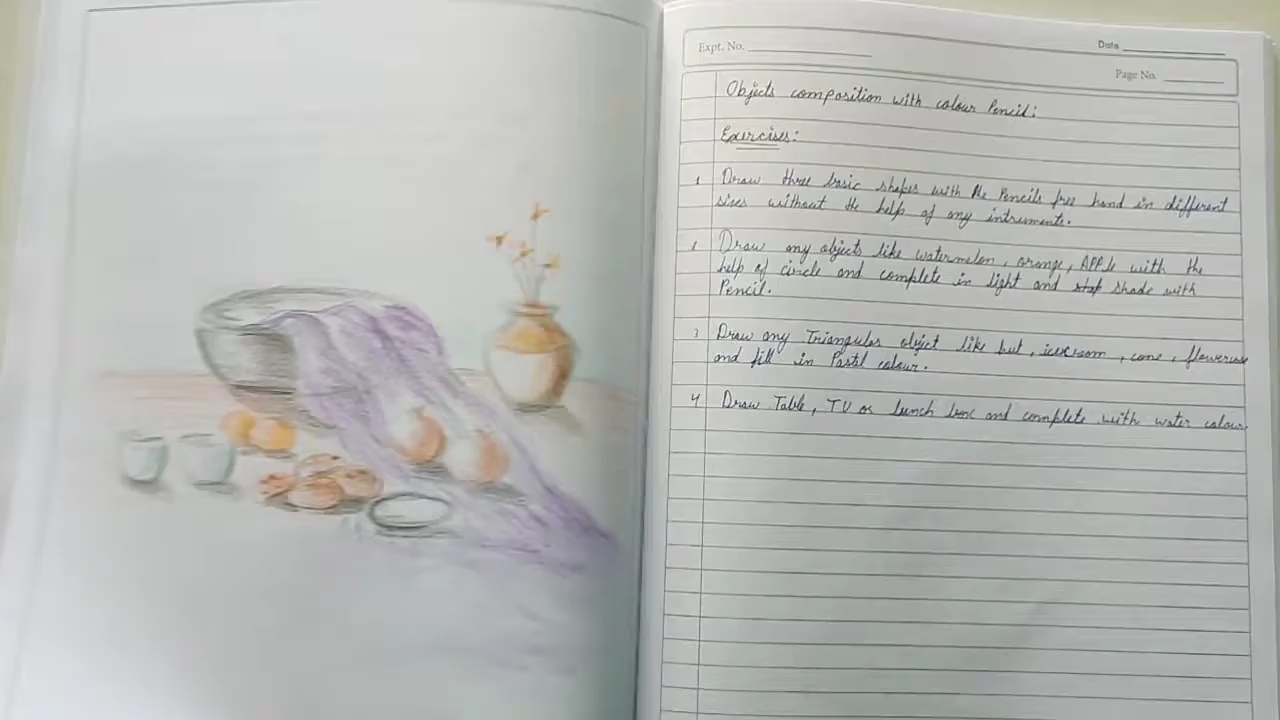 Expt. No.
Date
Page No.
Objects composition with colour Pencil:
Exercises:
1 Draw three basic shapes with the Pencils free hand in different
sizes without the help of any intruments.
2 Draw any objects like watermelon, orange, APPle with the
help of circle and complete in light and shade with
Pencil.
3 Draw any Triangular object like hut, icecream, cone, flowervase
and fill in Pastel colour.
4 Draw Table, TV or lunch box and complete with water colour.